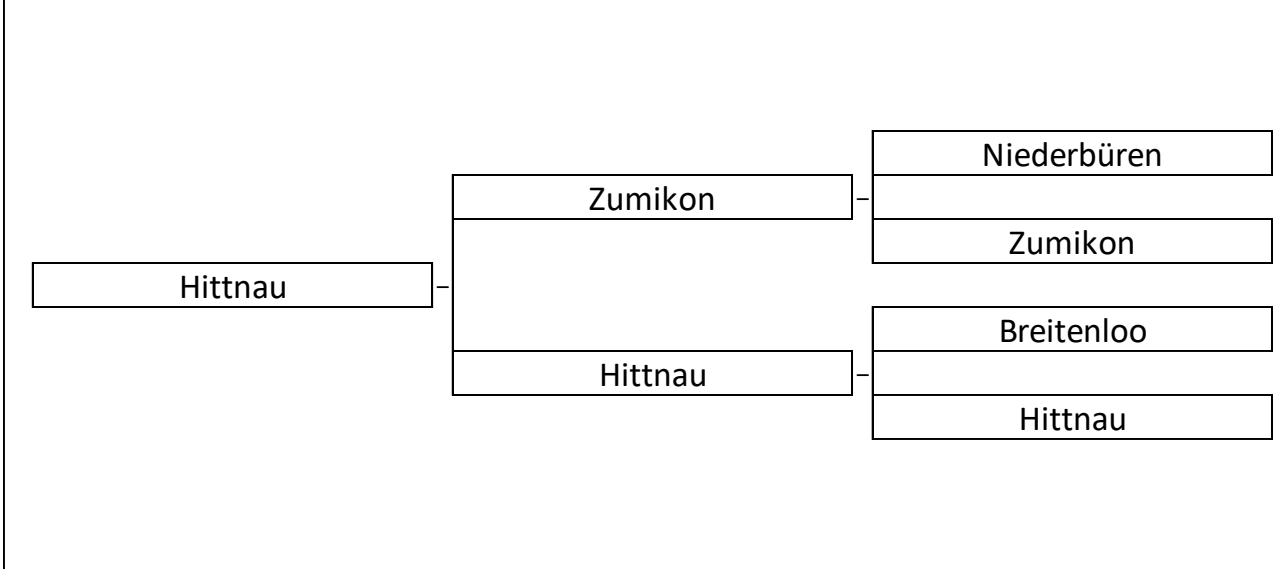 Niederbüren
Zumikon
Zumikon
Hittnau
Breitenloo
Hittnau
Hittnau